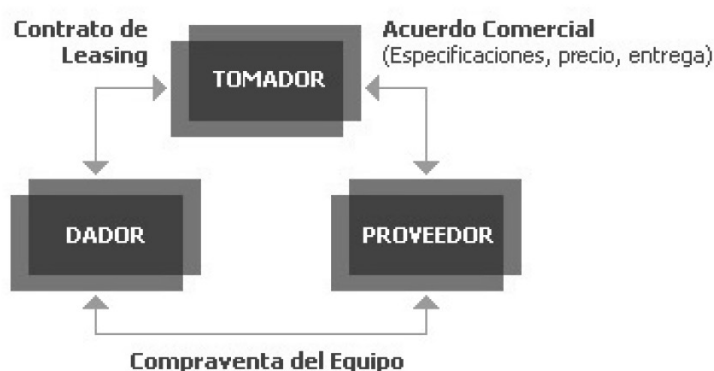 Contrato de
Leasing
Acuerdo Comercial
(Especificaciones, precio, entrega)
TOMADOR
DADOR
PROVEEDOR
Compraventa del Equipo